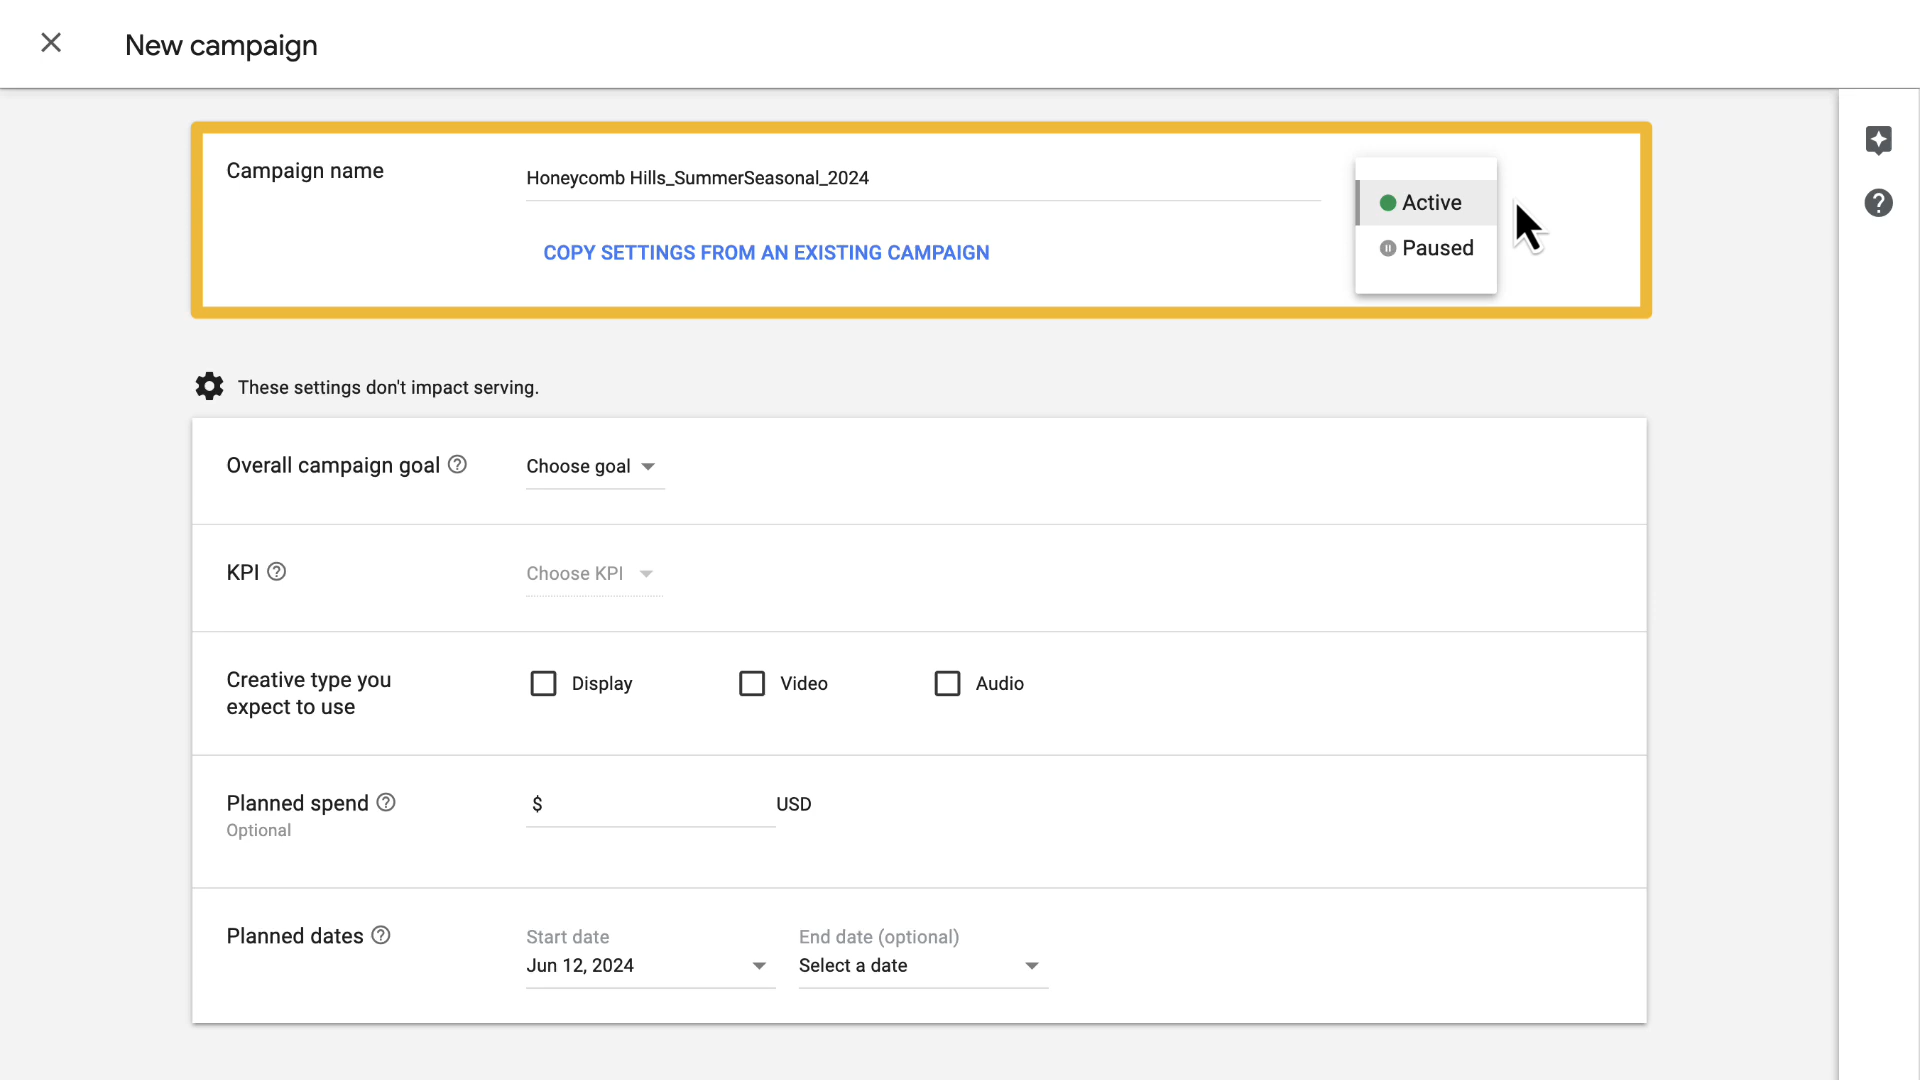 New campaign
Campaign name
Honeycomb Hills_SummerSeasonal_2024
Active
Paused
COPY SETTINGS FROM AN EXISTING CAMPAIGN
These settings don't impact serving.
Overall campaign goal
Choose goal
KPI
Choose KPI
Creative type you
expect to use
Display
Video
Audio
Planned spend
Optional
$
USD
Planned dates
Start date
Jun 12, 2024
End date (optional)
Select a date